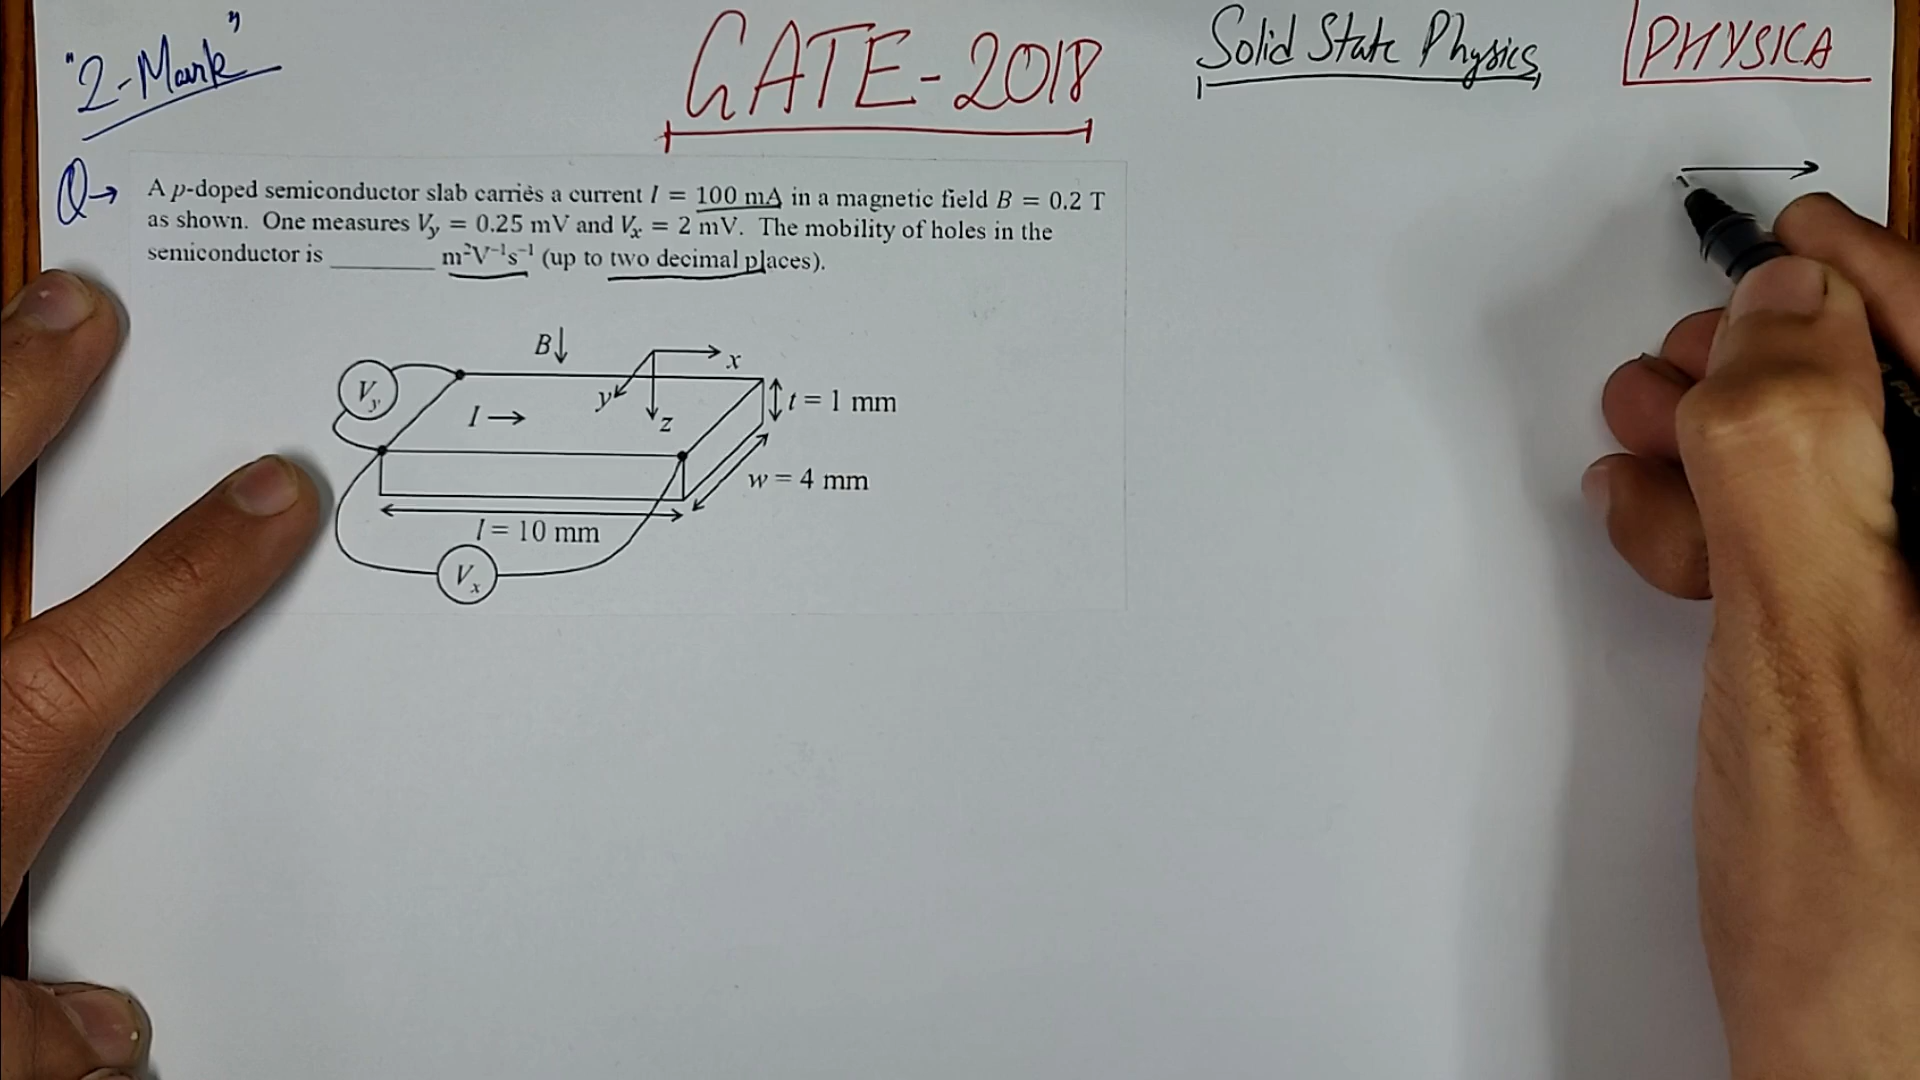 "2-Mark"
GATE-2018
Solid State Physics
PHYSICA
Q→
A p-doped semiconductor slab carries a current I = 100 mA in a magnetic field B = 0.2 T
as shown. One measures Vy = 0.25 mV and Vx = 2 mV. The mobility of holes in the
semiconductor is ________ m²V⁻¹s⁻¹ (up to two decimal places).
B↓
x
y
z
Vy
I →
t = 1 mm
w = 4 mm
l = 10 mm
Vx